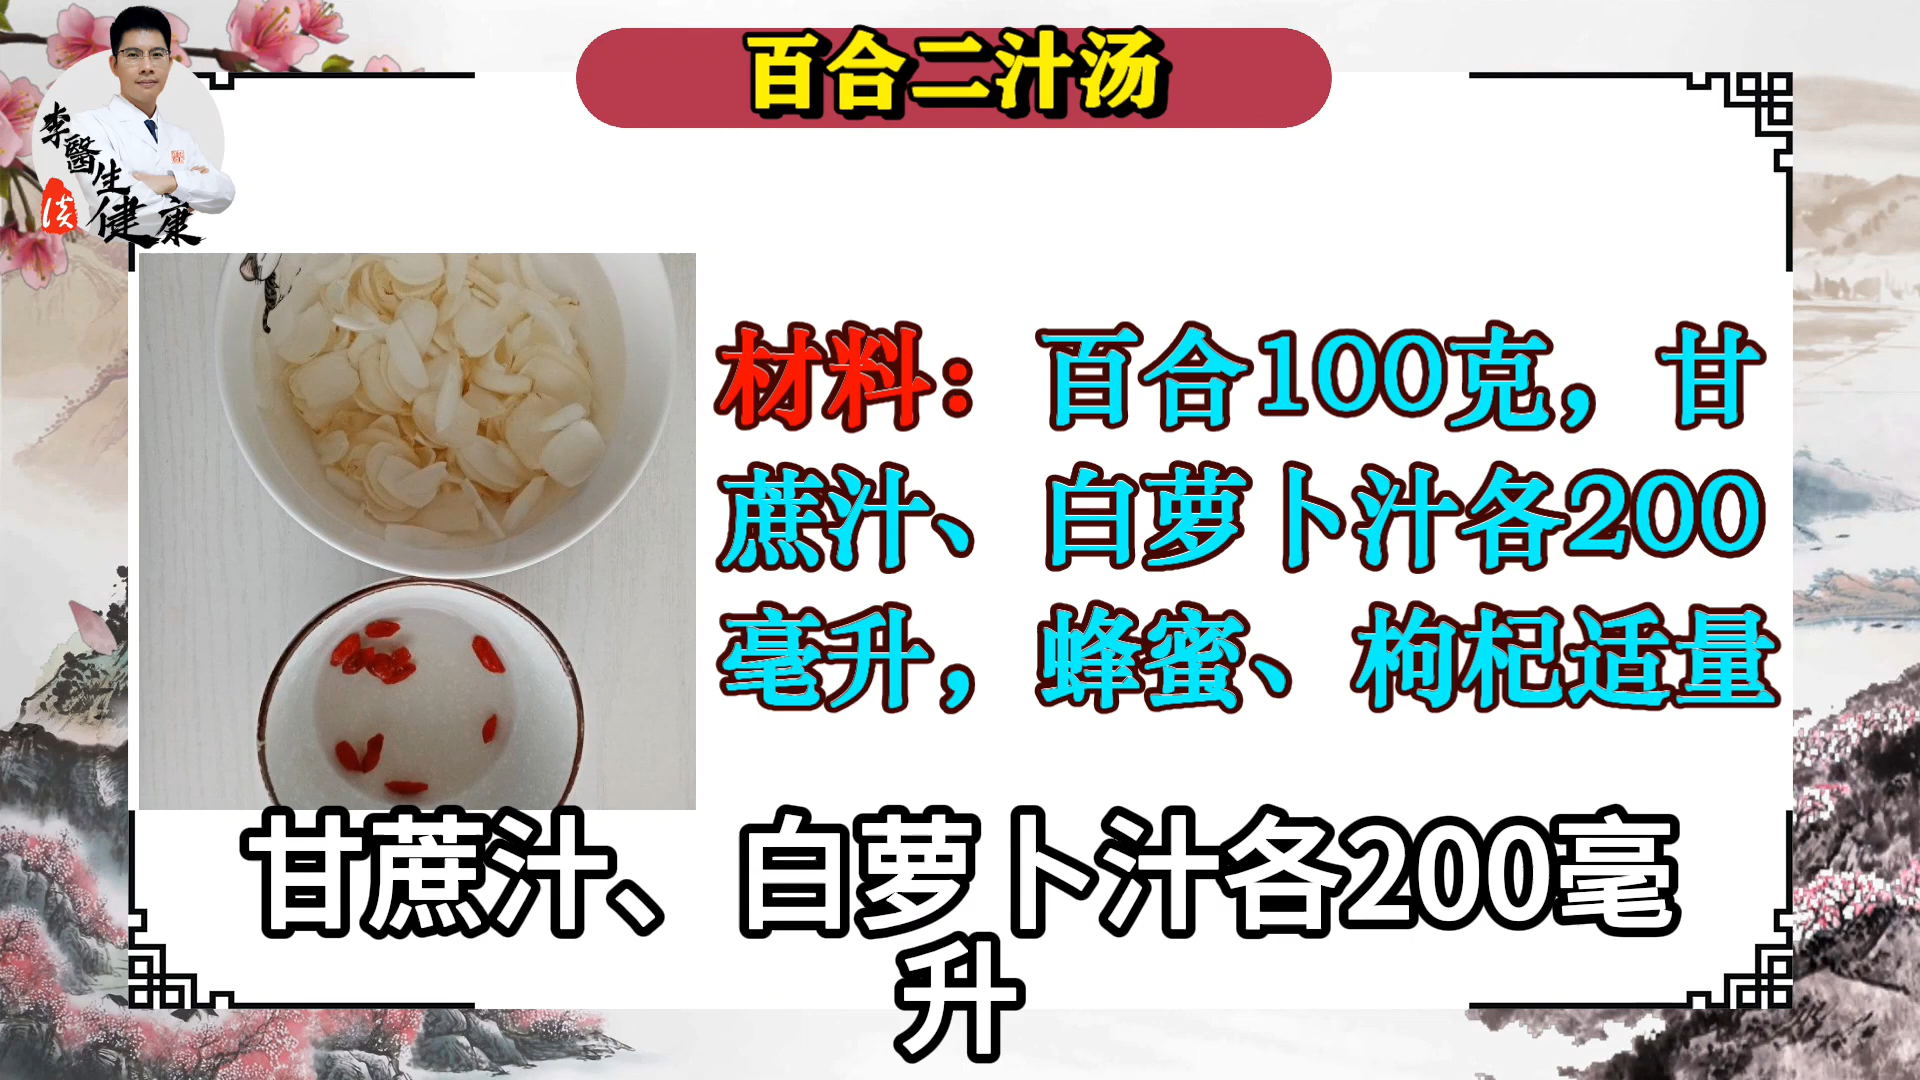 百合二汁汤
李醫生
谈健康
材料：百合100克，甘
蔗汁、白萝卜汁各200
毫升，蜂蜜、枸杞适量
甘蔗汁、白萝卜汁各200毫
升